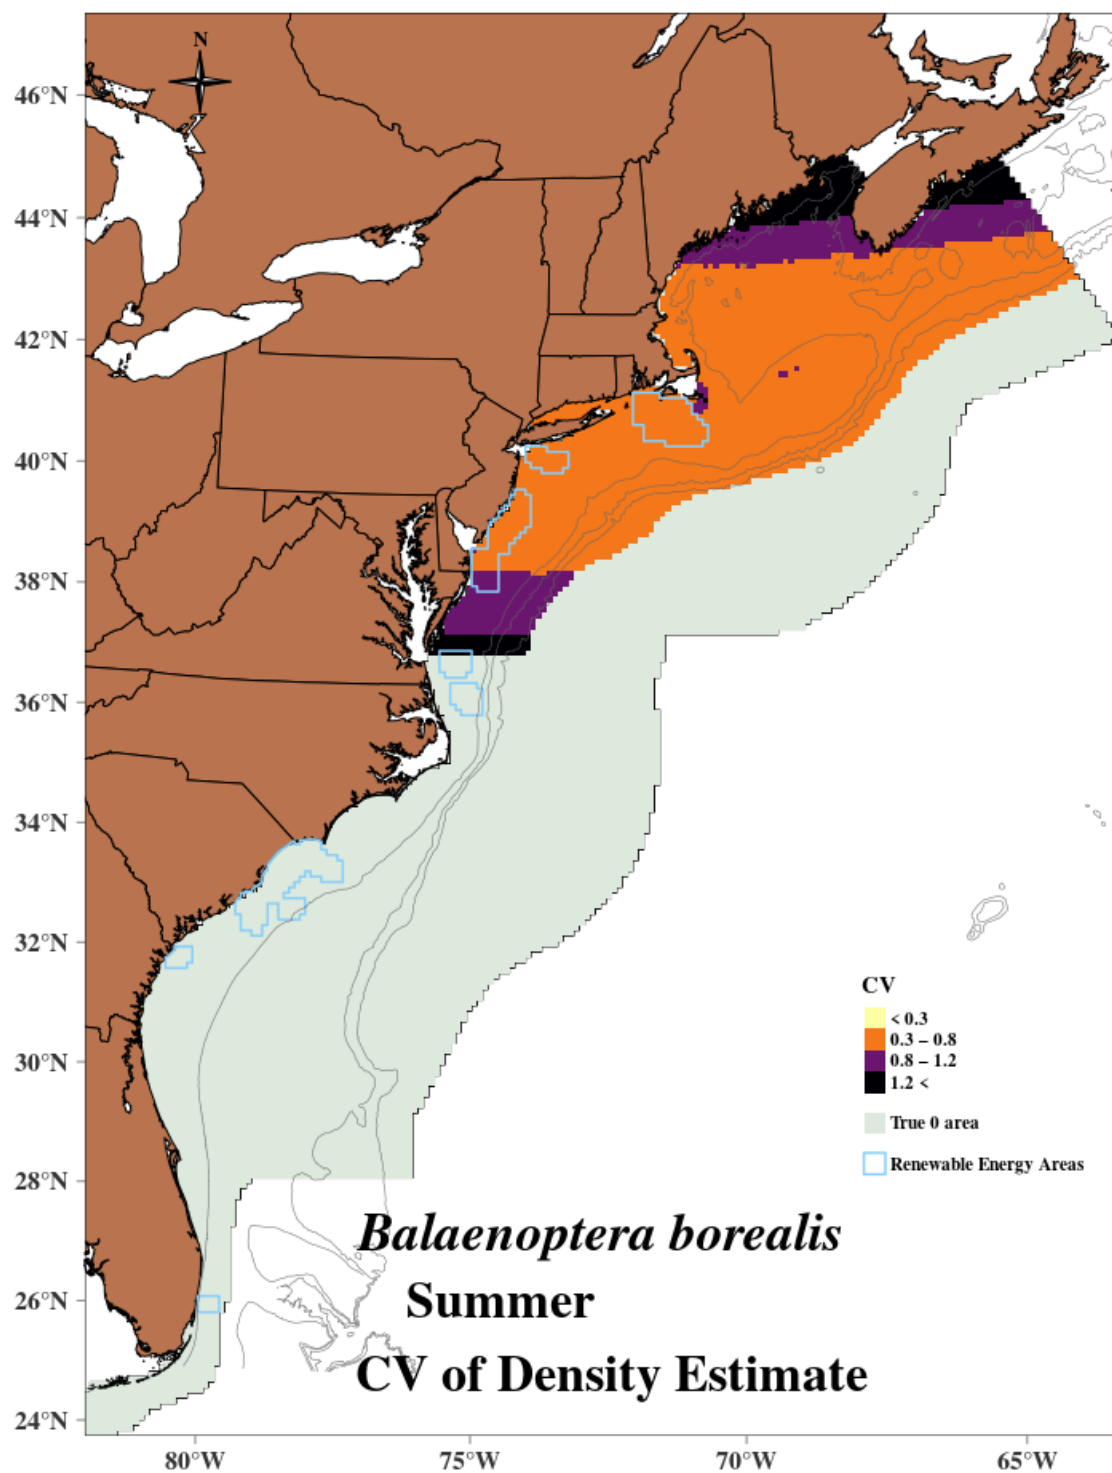 N
46°N
44°N
42°N
40°N
38°N
36°N
34°N
32°N
30°N
28°N
26°N
24°N
CV
< 0.3
0.3 – 0.8
0.8 – 1.2
1.2 <
True 0 area
Renewable Energy Areas
Balaenoptera borealis
Summer
CV of Density Estimate
80°W
75°W
70°W
65°W